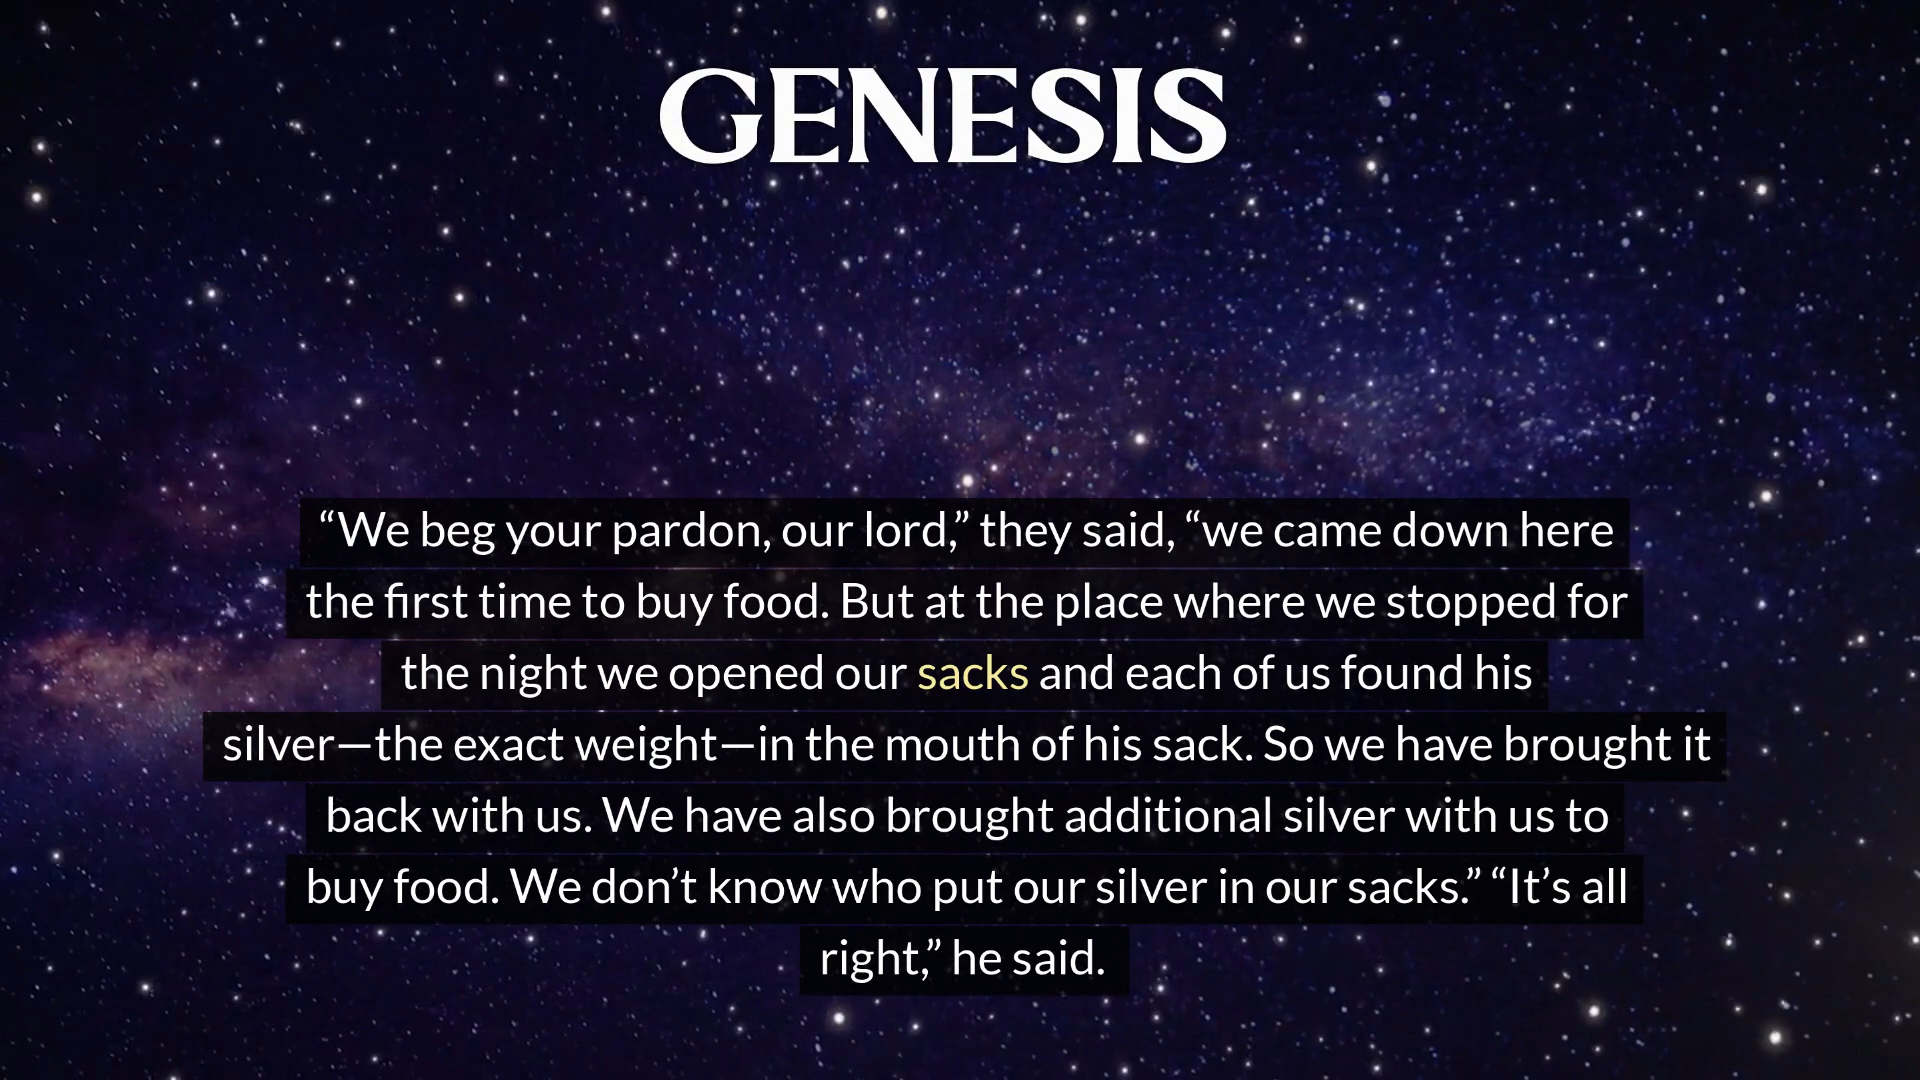 GENESIS
“We beg your pardon, our lord,” they said, “we came down here
the first time to buy food. But at the place where we stopped for
the night we opened our sacks and each of us found his
silver—the exact weight—in the mouth of his sack. So we have brought it
back with us. We have also brought additional silver with us to
buy food. We don’t know who put our silver in our sacks.” “It’s all
right,” he said.